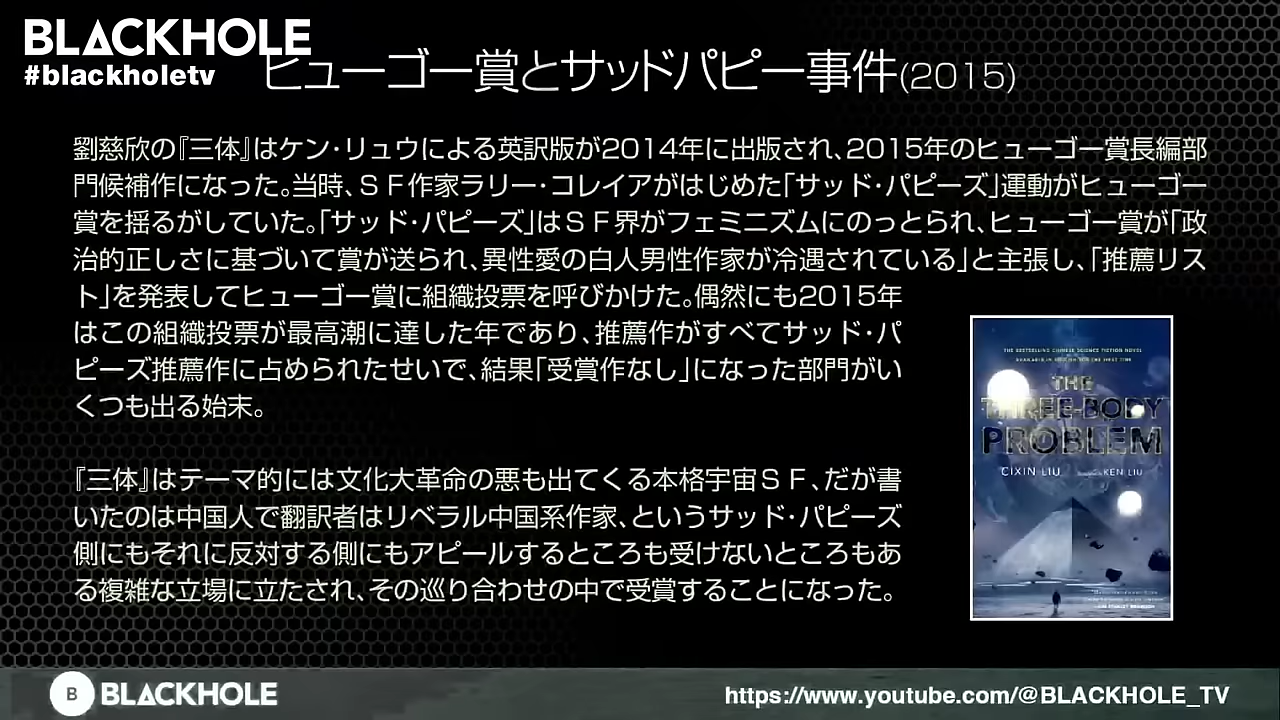 BLACKHOLE
#blackholetv
ヒューゴー賞とサッドパピー事件(2015)
劉慈欣の『三体』はケン・リュウによる英訳版が2014年に出版され、2015年のヒューゴー賞長編部
門候補作になった。当時、ＳＦ作家ラリー・コレイアがはじめた「サッド・パピーズ」運動がヒューゴー
賞を揺るがしていた。「サッド・パピーズ」はＳＦ界がフェミニズムにのっとられ、ヒューゴー賞が「政
治的正しさに基づいて賞が送られ、異性愛の白人男性作家が冷遇されている」と主張し、「推薦リス
ト」を発表してヒューゴー賞に組織投票を呼びかけた。偶然にも2015年
はこの組織投票が最高潮に達した年であり、推薦作がすべてサッド・パ
ピーズ推薦作に占められたせいで、結果「受賞作なし」になった部門がい
くつも出る始末。
『三体』はテーマ的には文化大革命の悪も出てくる本格宇宙ＳＦ、だが書
いたのは中国人で翻訳者はリベラル中国系作家、というサッド・パピーズ
側にもそれに反対する側にもアピールするところも受けないところもあ
る複雑な立場に立たされ、その巡り合わせの中で受賞することになった。
THE BESTSELLING CHINESE SCIENCE FICTION NOVEL
AVAILABLE IN ENGLISH FOR THE FIRST TIME
THE
THREE-BODY
PROBLEM
CIXIN LIU
KEN LIU
B BLACKHOLE
https://www.youtube.com/@BLACKHOLE_TV